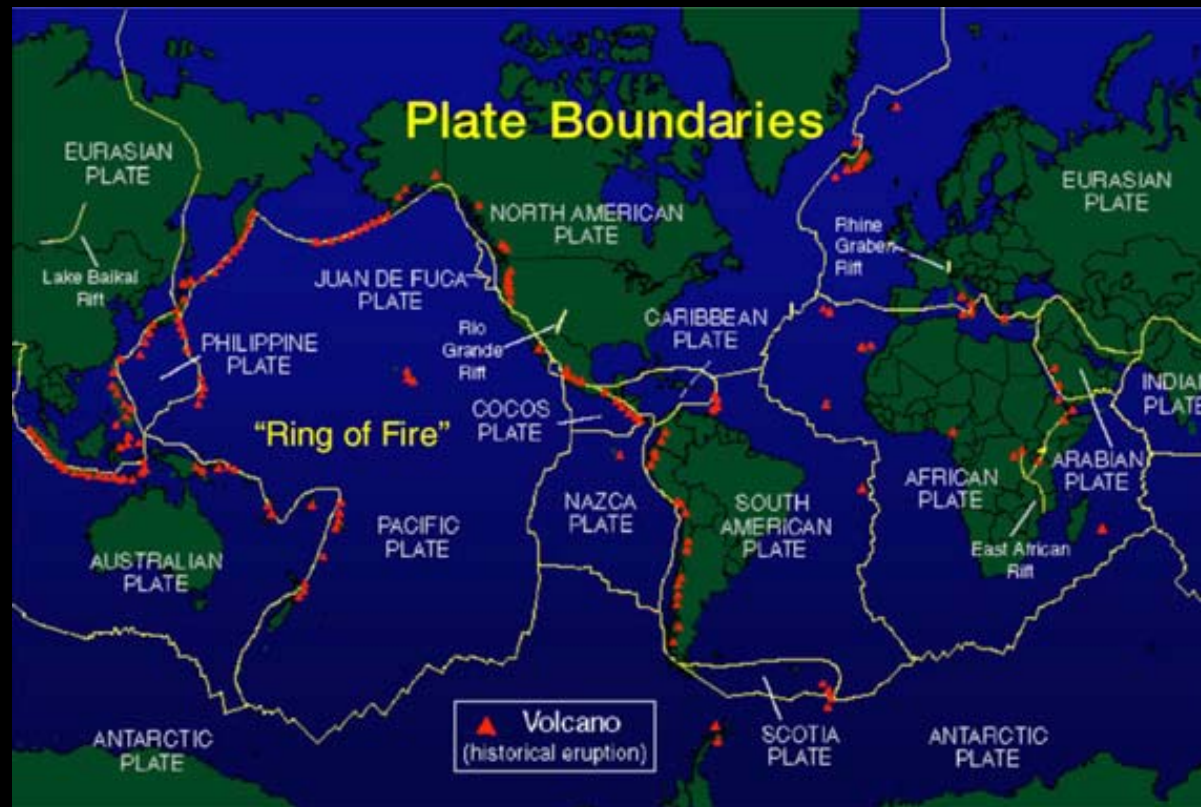 Plate Boundaries
EURASIAN
PLATE
Lake Baikal
Rift
PHILIPPINE
PLATE
"Ring of Fire"
AUSTRALIAN
PLATE
PACIFIC
PLATE
ANTARCTIC
PLATE
NORTH AMERICAN
PLATE
JUAN DE FUCA
PLATE
Rio
Grande
Rift
CARIBBEAN
PLATE
COCOS
PLATE
NAZCA
PLATE
SOUTH
AMERICAN
PLATE
Rhine
Graben
Rift
EURASIAN
PLATE
INDIAN
PLATE
ARABIAN
PLATE
AFRICAN
PLATE
East African
Rift
Volcano
(historical eruption)
SCOTIA
PLATE
ANTARCTIC
PLATE